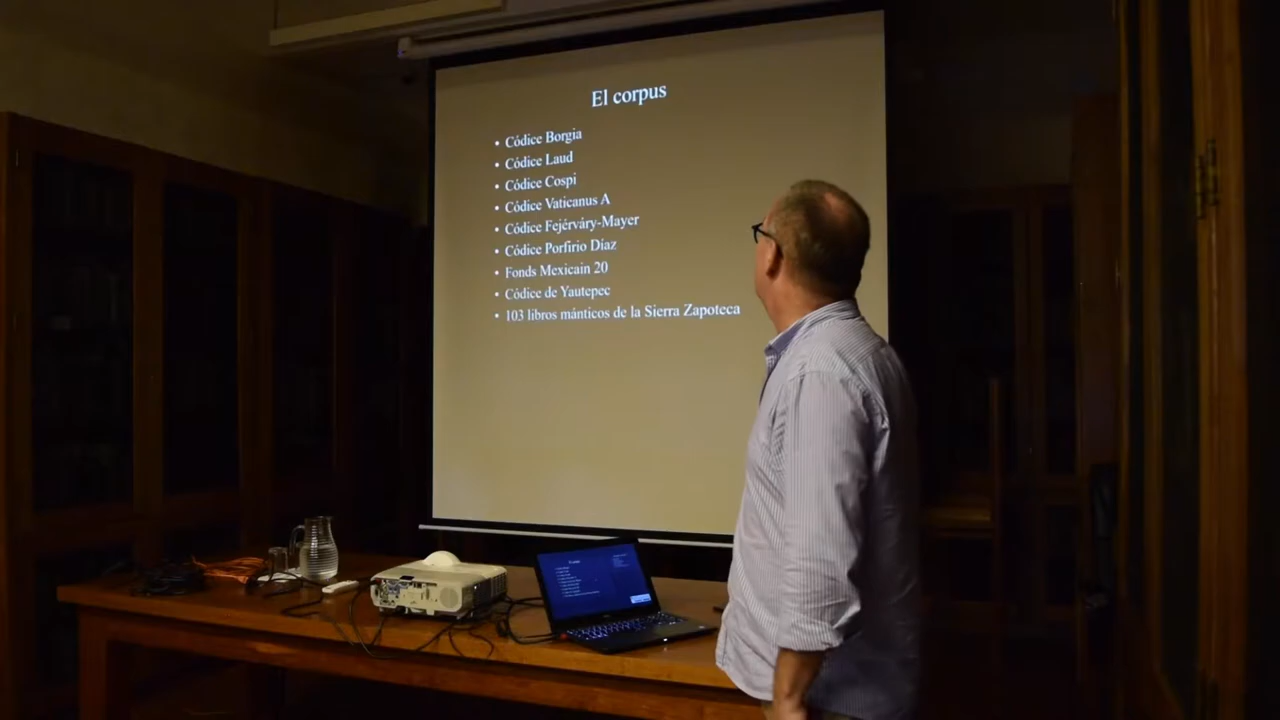 El corpus
• Códice Borgia
• Códice Laud
• Códice Cospi
• Códice Vaticanus A
• Códice Fejérváry-Mayer
• Códice Porfirio Díaz
• Fonds Mexicain 20
• Códice de Yautepec
• 103 libros mánticos de la Sierra Zapoteca